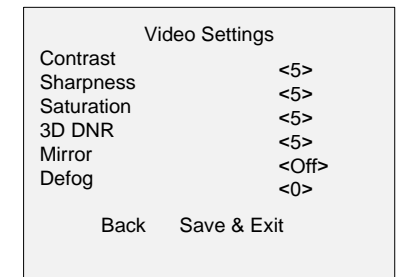 Video Settings
Contrast <5>
Sharpness <5>
Saturation <5>
3D DNR <5>
Mirror <Off>
Defog <0>
Back Save & Exit